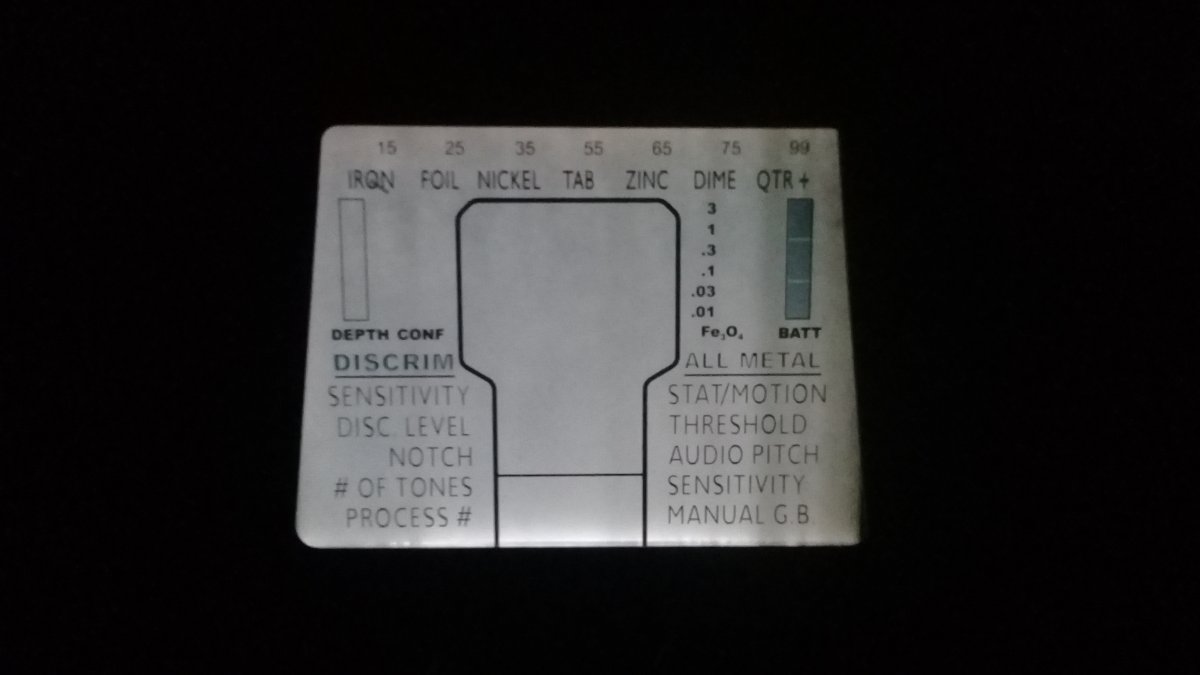 15 25 35 55 65 75 99
IRON FOIL NICKEL TAB ZINC DIME QTR +
3
1
.3
.1
.03
.01
DEPTH CONF Fe₃O₄ BATT
DISCRIM ALL METAL
SENSITIVITY STAT/MOTION
DISC. LEVEL THRESHOLD
NOTCH AUDIO PITCH
# OF TONES SENSITIVITY
PROCESS # MANUAL G.B.